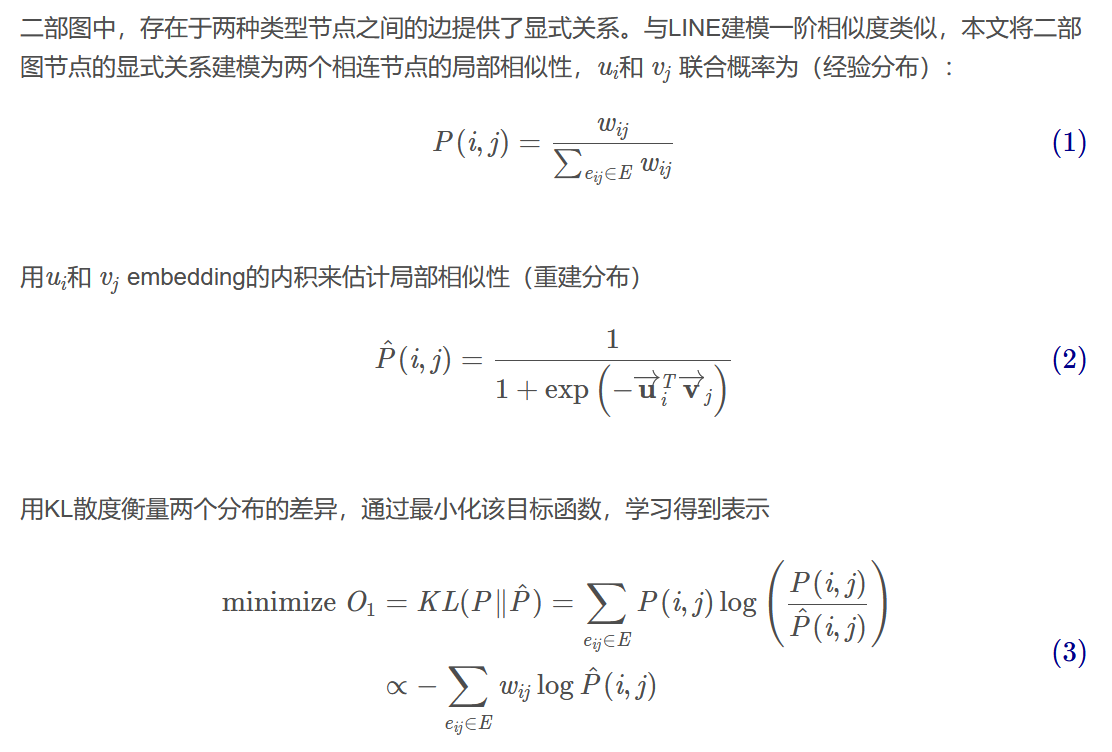 二部图中，存在于两种类型节点之间的边提供了显式关系。与LINE建模一阶相似度类似，本文将二部
图节点的显式关系建模为两个相连节点的局部相似性，$u_i$和 $v_j$ 联合概率为（经验分布）：
$P(i,j) = \frac{w_{ij}}{\sum_{e_{ij} \in E} w_{ij}}$ (1)
用$u_i$和 $v_j$ embedding的内积来估计局部相似性（重建分布）
$\hat{P}(i,j) = \frac{1}{1+\exp\left(-\overrightarrow{\mathbf{u}}_i^T \overrightarrow{\mathbf{v}}_j\right)}$ (2)
用KL散度衡量两个分布的差异，通过最小化该目标函数，学习得到表示
$\text{minimize } O_1 = KL(P \| \hat{P}) = \sum_{e_{ij} \in E} P(i,j) \log\left(\frac{P(i,j)}{\hat{P}(i,j)}\right)$
$\propto -\sum_{e_{ij} \in E} w_{ij} \log \hat{P}(i,j)$ (3)